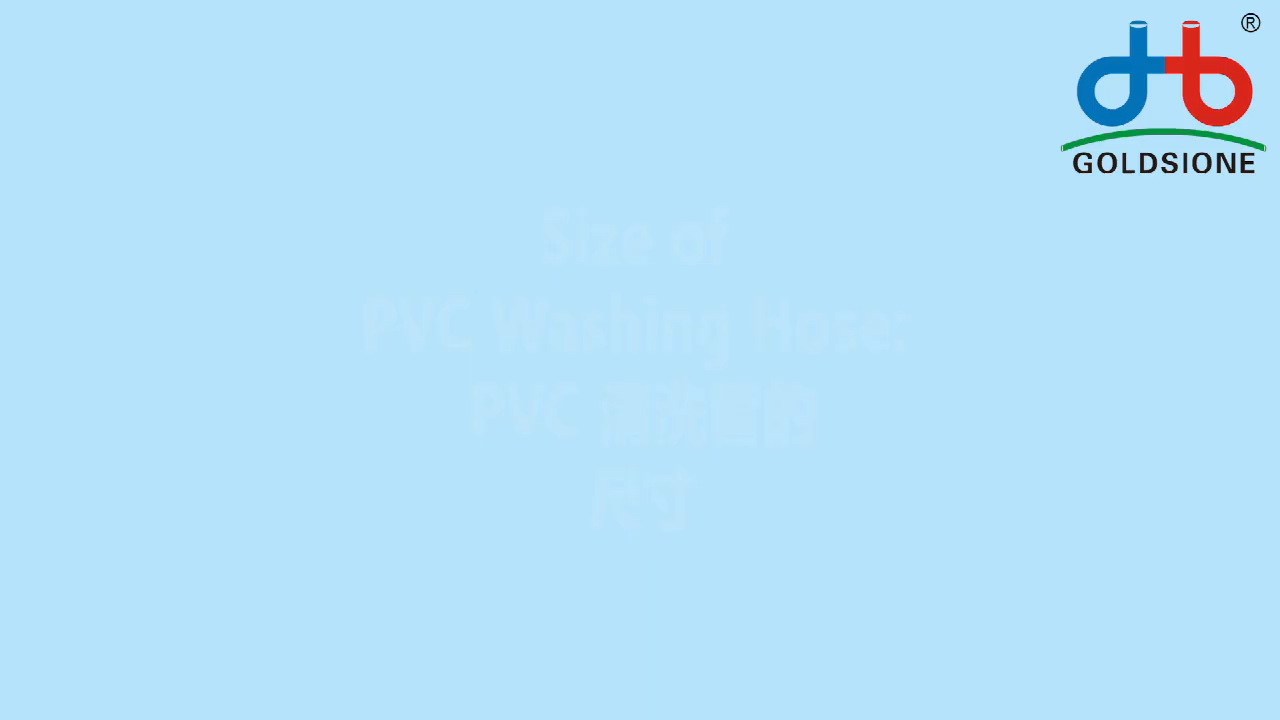 ®
GOLDSIONE
Size of
PVC Washing Hose:
PVC 清洗管的
尺寸